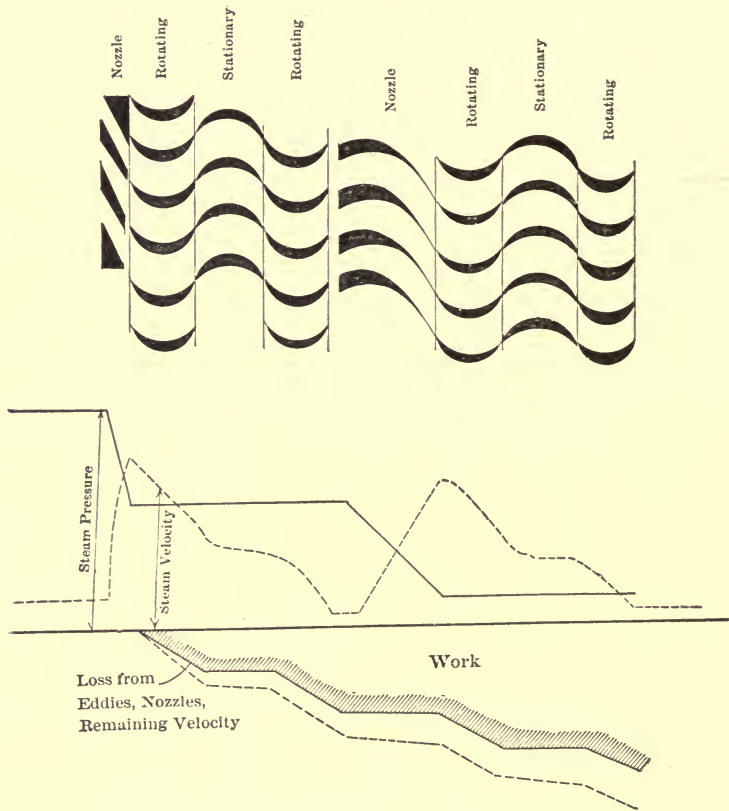 Nozzle
Rotating
Stationary
Rotating
Nozzle
Rotating
Stationary
Rotating
Steam Pressure
Steam Velocity
Work
Loss from
Eddies, Nozzles,
Remaining Velocity